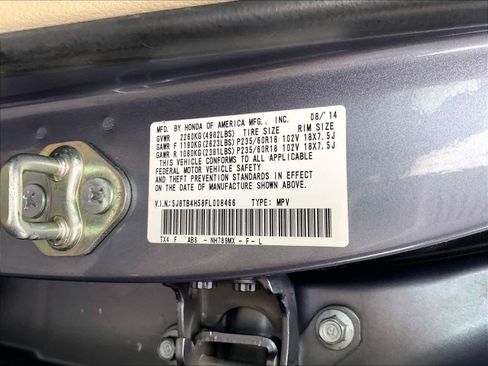 MFD. BY HONDA OF AMERICA MFG., INC. 08/'14
GVWR 2260KG(4982LBS) TIRE SIZE RIM SIZE
GAWR F 1190KG(2623LBS) P235/60R18 102V 18X7.5J
GAWR R 1080KG(2381LBS) P235/60R18 102V 18X7.5J
THIS VEHICLE CONFORMS TO ALL APPLICABLE
FEDERAL MOTOR VEHICLE SAFETY
AND THEFT PREVENTION STANDARDS IN EFFECT
ON THE DATE OF MANUFACTURE SHOWN ABOVE.
V.I.N:5J8TB4H58FL008466 TYPE: MPV
TX4 F AB6 - NH789MX - F - L